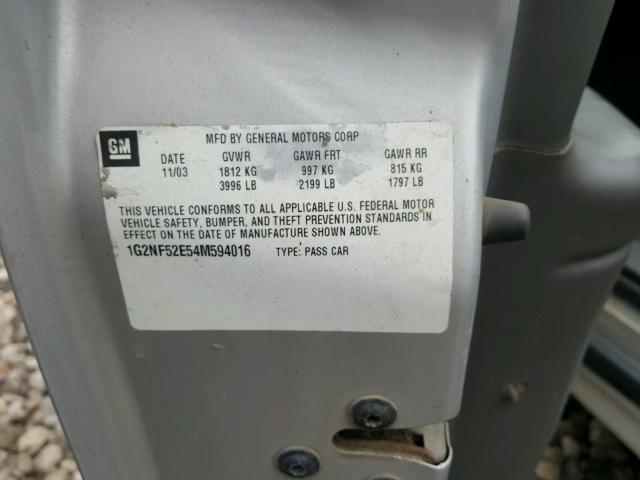 GM
MFD BY GENERAL MOTORS CORP
DATE GVWR GAWR FRT GAWR RR
11/03 1812 KG 997 KG 815 KG
3996 LB 2199 LB 1797 LB
THIS VEHICLE CONFORMS TO ALL APPLICABLE U.S. FEDERAL MOTOR
VEHICLE SAFETY, BUMPER, AND THEFT PREVENTION STANDARDS IN
EFFECT ON THE DATE OF MANUFACTURE SHOWN ABOVE.
1G2NF52E54M594016 TYPE: PASS CAR